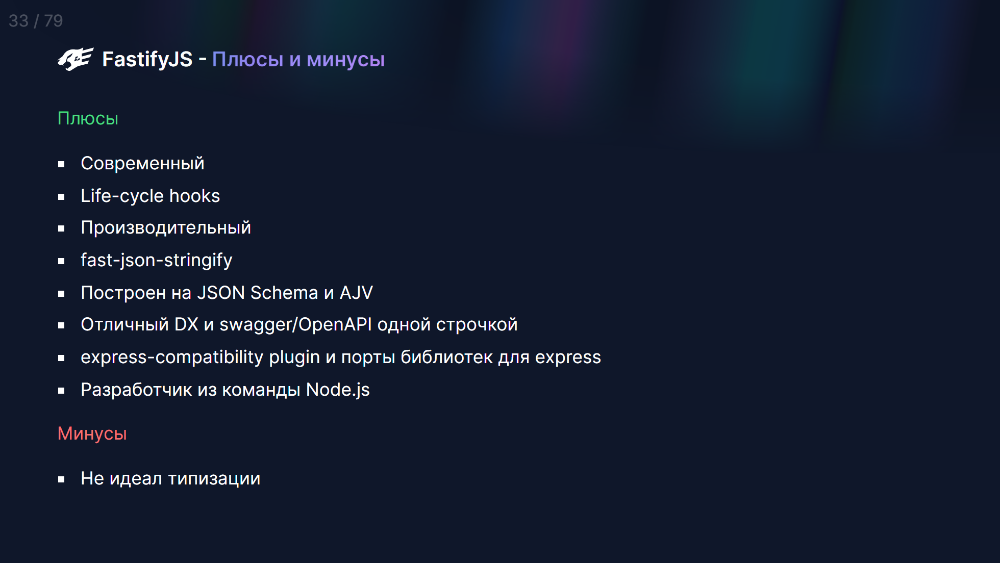 33 / 79
FastifyJS - Плюсы и минусы
Плюсы
Современный
Life-cycle hooks
Производительный
fast-json-stringify
Построен на JSON Schema и AJV
Отличный DX и swagger/OpenAPI одной строчкой
express-compatibility plugin и порты библиотек для express
Разработчик из команды Node.js
Минусы
Не идеал типизации